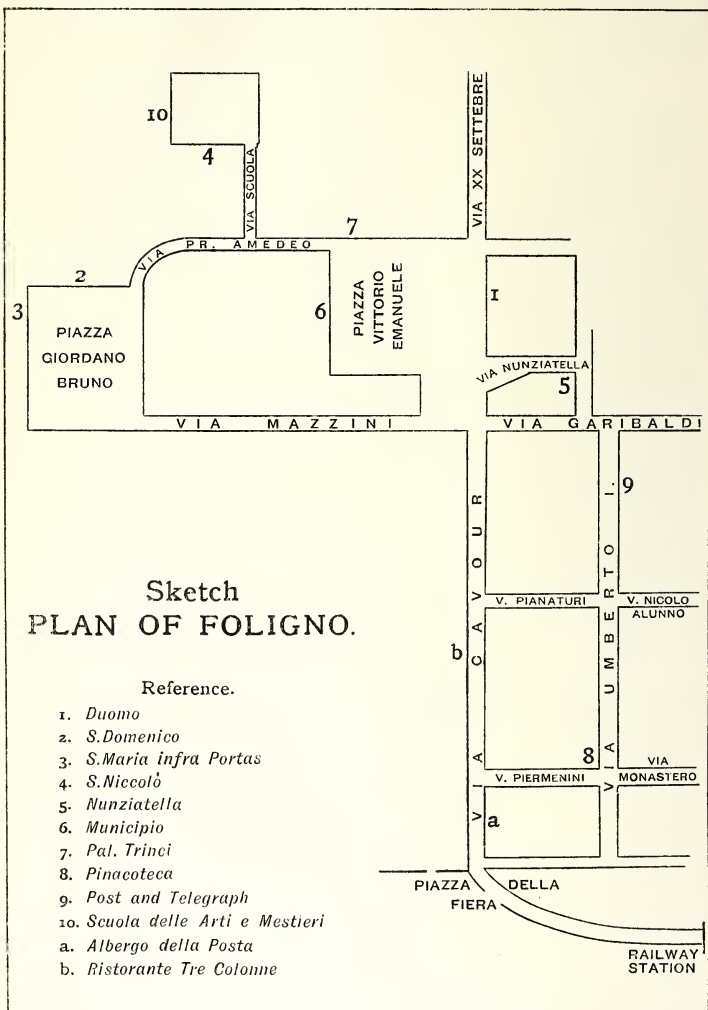 10
4
VIA SCUOLA
VIA XX SETTEBRE
7
VIA PR. AMEDEO
2
3
PIAZZA
GIORDANO
BRUNO
6
PIAZZA
VITTORIO
EMANUELE
1
VIA NUNZIATELLA
5
VIA MAZZINI
VIA GARIBALDI
9
VIA CAVOUR
VIA UMBERTO I.
V. PIANATURI
V. NICOLO
ALUNNO
b
8
V. PIERMENINI
VIA
MONASTERO
a
PIAZZA DELLA
FIERA
RAILWAY
STATION
Sketch
PLAN OF FOLIGNO.
Reference.
1. Duomo
2. S.Domenico
3. S.Maria infra Portas
4. S.Niccolò
5. Nunziatella
6. Municipio
7. Pal. Trinci
8. Pinacoteca
9. Post and Telegraph
10. Scuola delle Arti e Mestieri
a. Albergo della Posta
b. Ristorante Tre Colonne